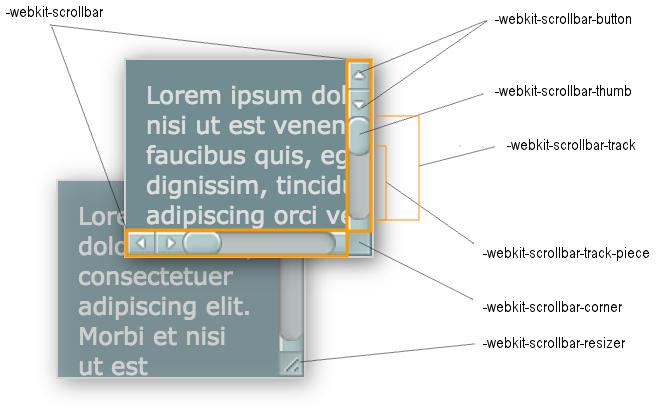 -webkit-scrollbar
-webkit-scrollbar-button
-webkit-scrollbar-thumb
-webkit-scrollbar-track
-webkit-scrollbar-track-piece
-webkit-scrollbar-corner
-webkit-scrollbar-resizer
Lorem ipsum dol
nisi ut est venen
faucibus quis, eg
dignissim, tincidu
adipiscing orci ve
Lore
dolo
consectetuer
adipiscing elit.
Morbi et nisi
ut est